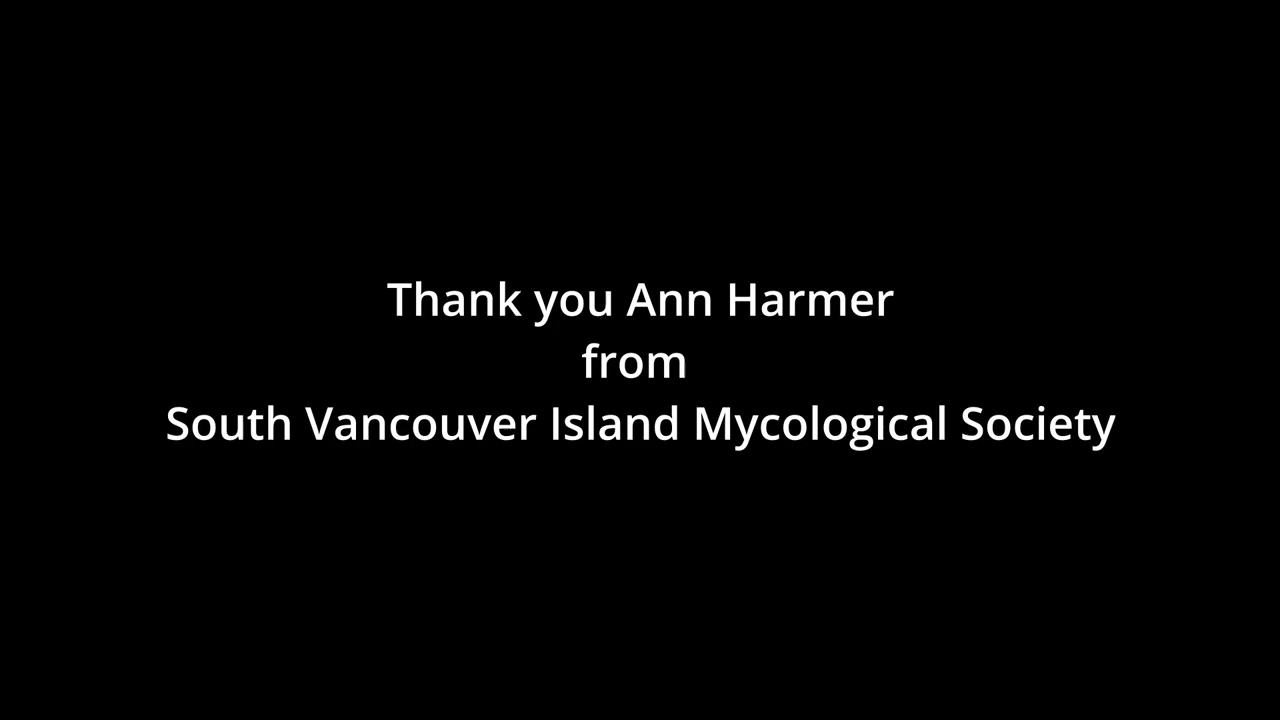 Thank you Ann Harmer
from
South Vancouver Island Mycological Society